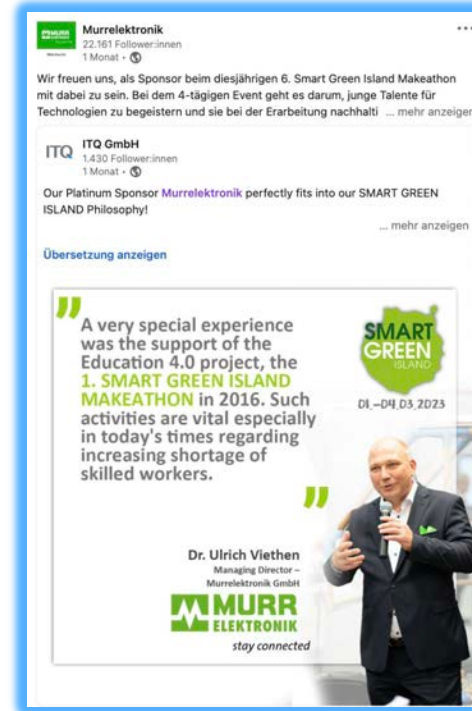 Murrelektronik
22.161 Follower:innen
1 Monat •
Wir freuen uns, als Sponsor beim diesjährigen 6. Smart Green Island Makeathon
mit dabei zu sein. Bei dem 4-tägigen Event geht es darum, junge Talente für
Technologien zu begeistern und sie bei der Erarbeitung nachhalti ... mehr anzeigen
ITQ
ITQ GmbH
1.430 Follower:innen
1 Monat •
Our Platinum Sponsor Murrelektronik perfectly fits into our SMART GREEN
ISLAND Philosophy!
... mehr anzeigen
Übersetzung anzeigen
"A very special experience
was the support of the
Education 4.0 project, the
1. SMART GREEN ISLAND
MAKEATHON in 2016. Such
activities are vital especially
in today's times regarding
increasing shortage of
skilled workers.
"
SMART
GREEN
ISLAND
01.–04.03.2023
Dr. Ulrich Viethen
Managing Director –
Murrelektronik GmbH
MURR
ELEKTRONIK
stay connected